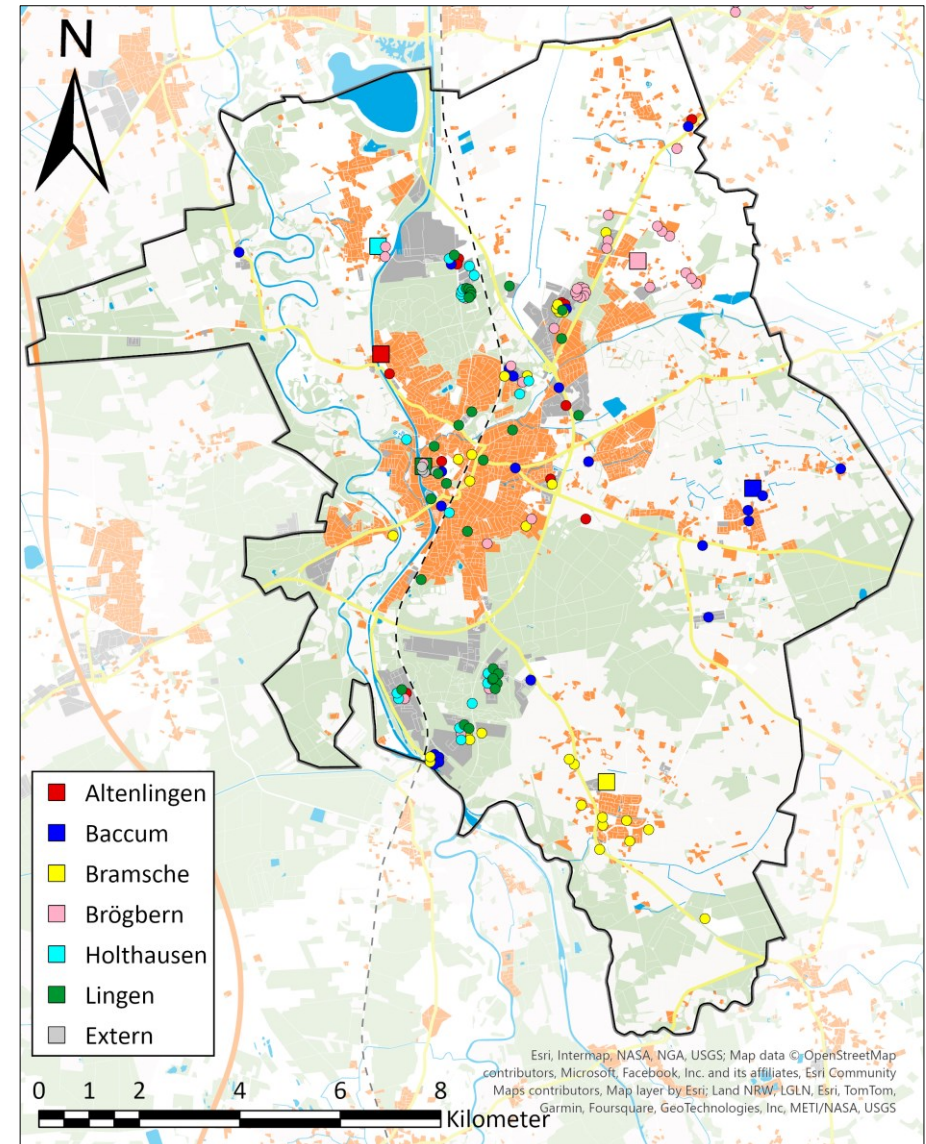 N
Altenlingen
Baccum
Bramsche
Brögbern
Holthausen
Lingen
Extern
Esri, Intermap, NASA, NGA, USGS; Map data © OpenStreetMap
contributors, Microsoft, Facebook, Inc. and its affiliates, Esri Community
Maps contributors, Map layer by Esri; Land NRW, LGLN, Esri, TomTom,
Garmin, Foursquare, GeoTechnologies, Inc, METI/NASA, USGS
0 1 2 4 6 8
Kilometer